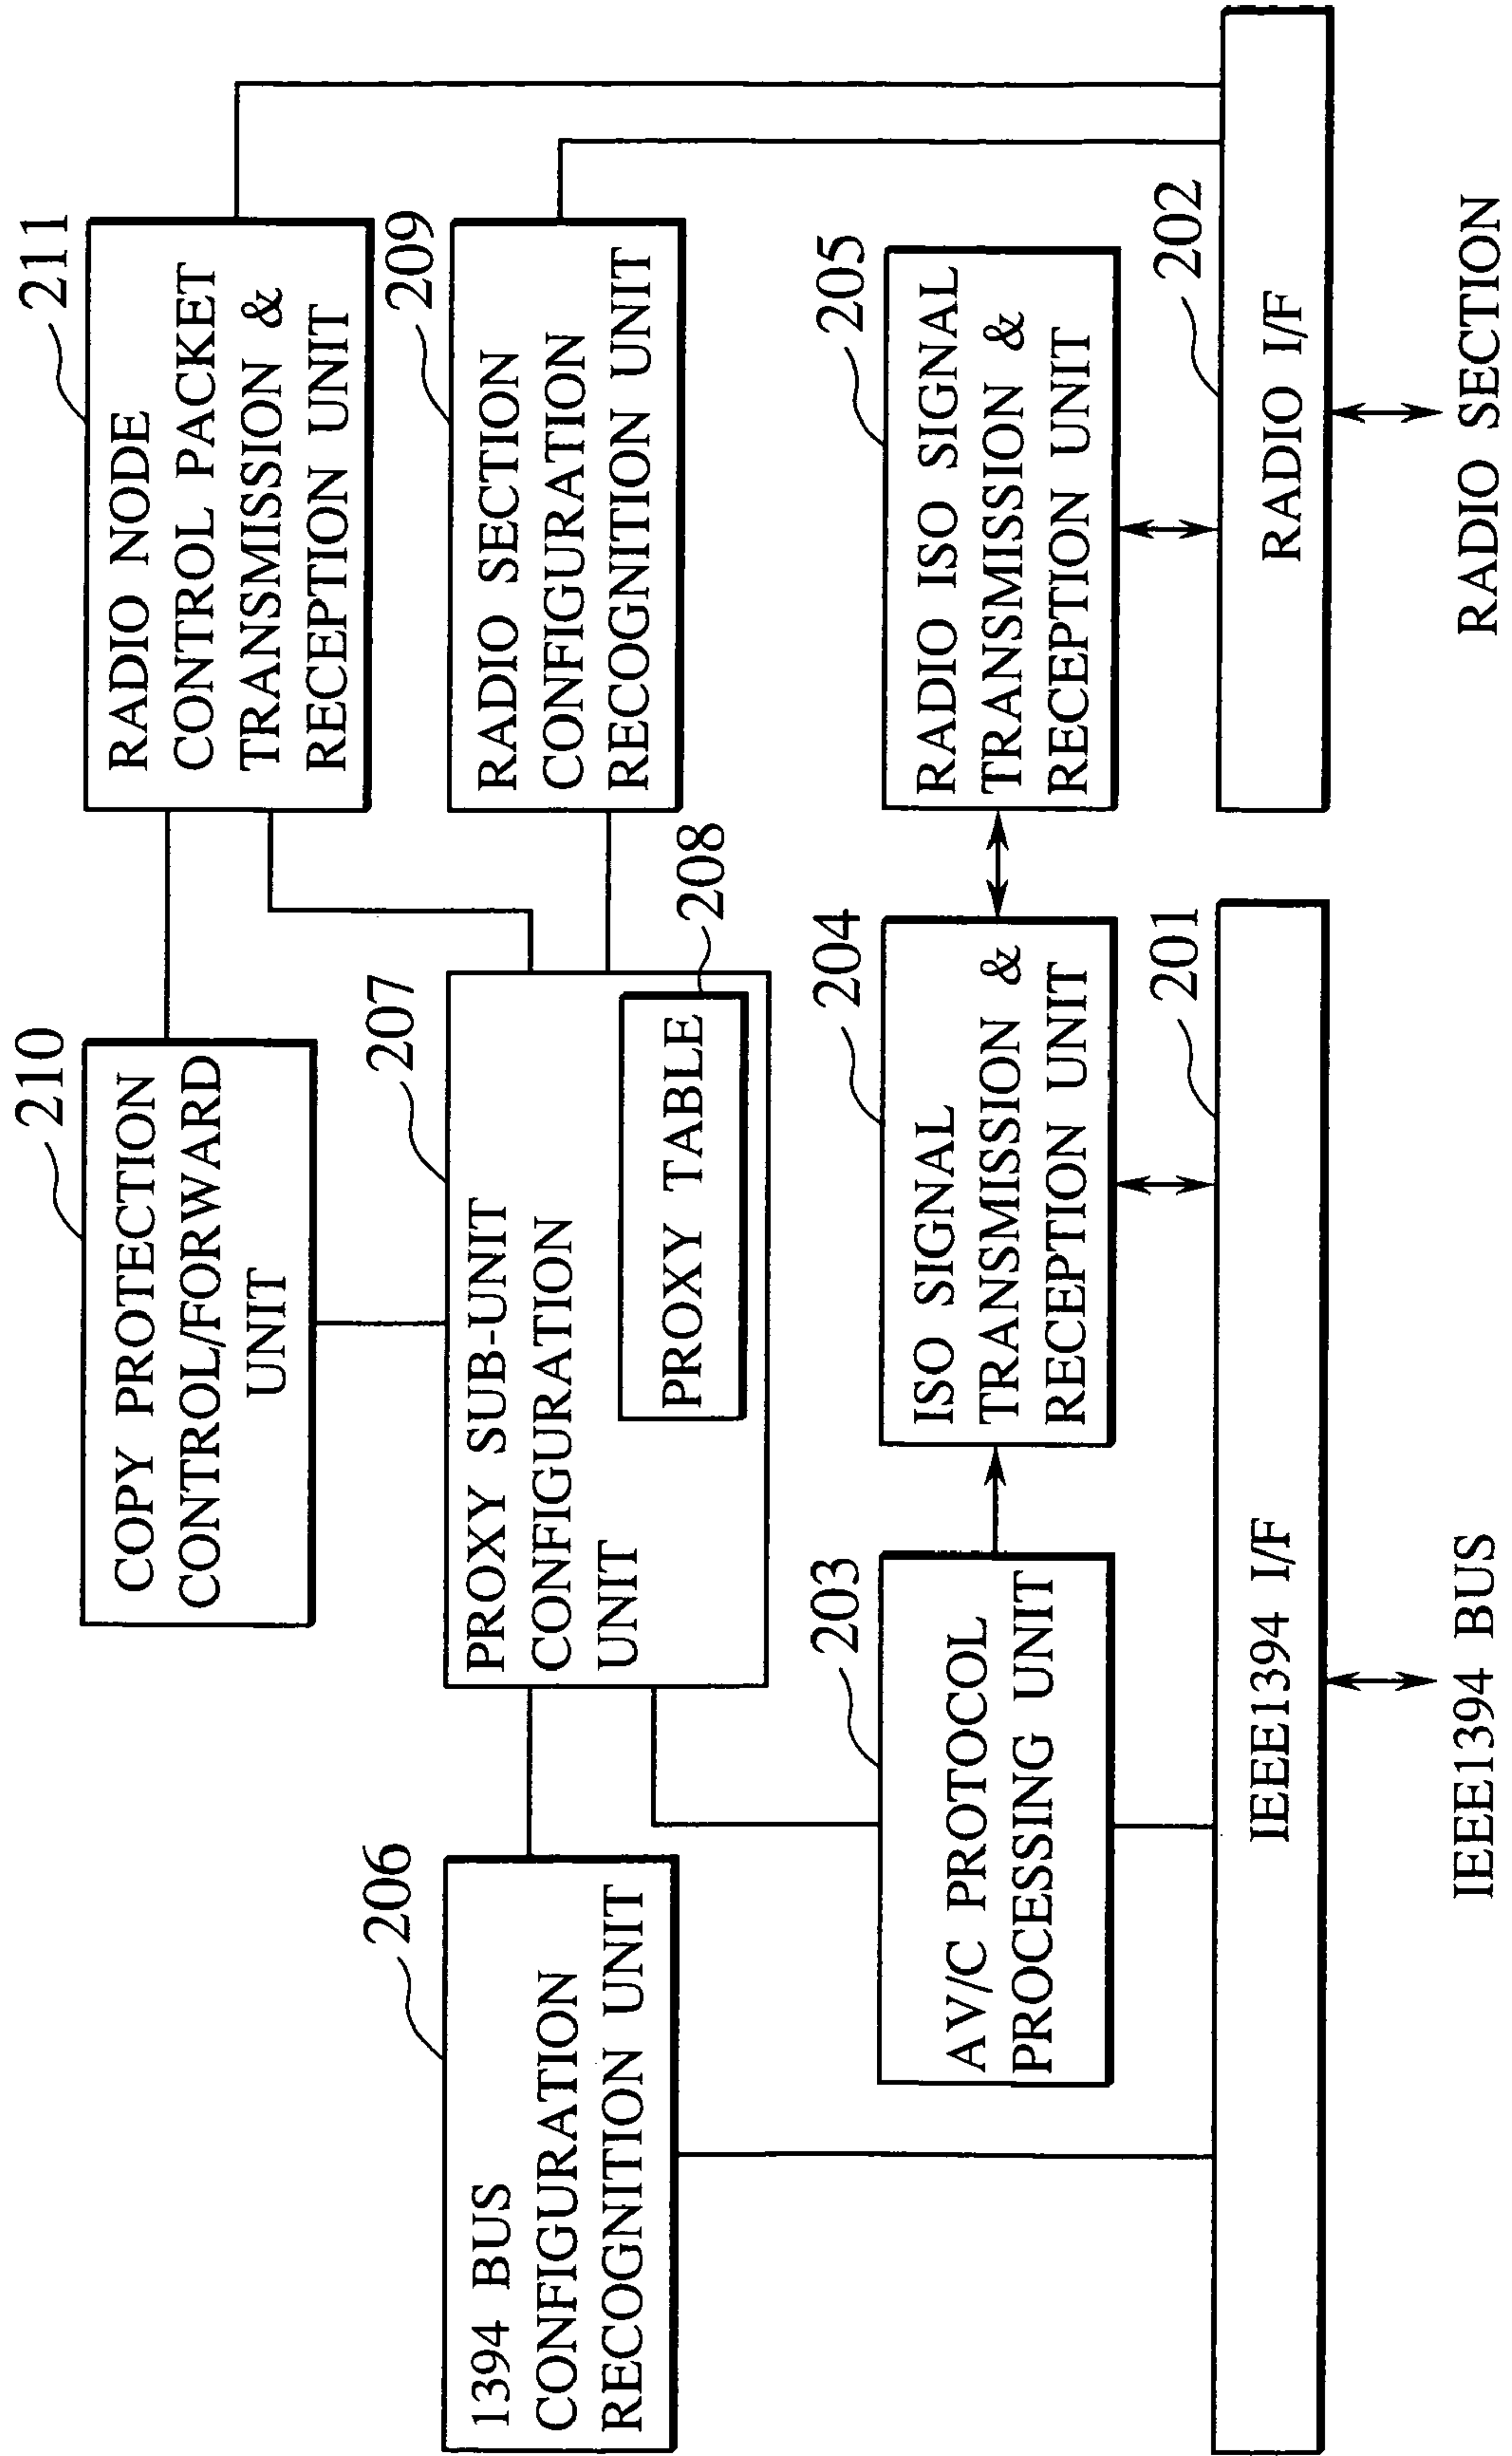 210
COPY PROTECTION
CONTROL/FORWARD
UNIT
211
RADIO NODE
CONTROL PACKET
TRANSMISSION &
RECEPTION UNIT
206
1394 BUS
CONFIGURATION
RECOGNITION UNIT
207
PROXY SUB-UNIT
CONFIGURATION
UNIT
208
PROXY TABLE
209
RADIO SECTION
CONFIGURATION
RECOGNITION UNIT
203
AV/C PROTOCOL
PROCESSING UNIT
204
ISO SIGNAL
TRANSMISSION &
RECEPTION UNIT
205
RADIO ISO SIGNAL
TRANSMISSION &
RECEPTION UNIT
201
IEEE1394 I/F
202
RADIO I/F
IEEE1394 BUS
RADIO SECTION